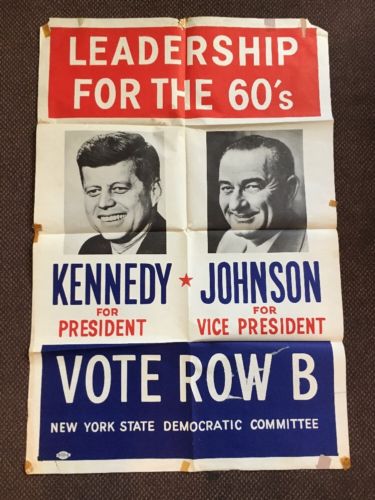 LEADERSHIP
FOR THE 60's
KENNEDY ★ JOHNSON
FOR FOR
PRESIDENT VICE PRESIDENT
VOTE ROW B
NEW YORK STATE DEMOCRATIC COMMITTEE